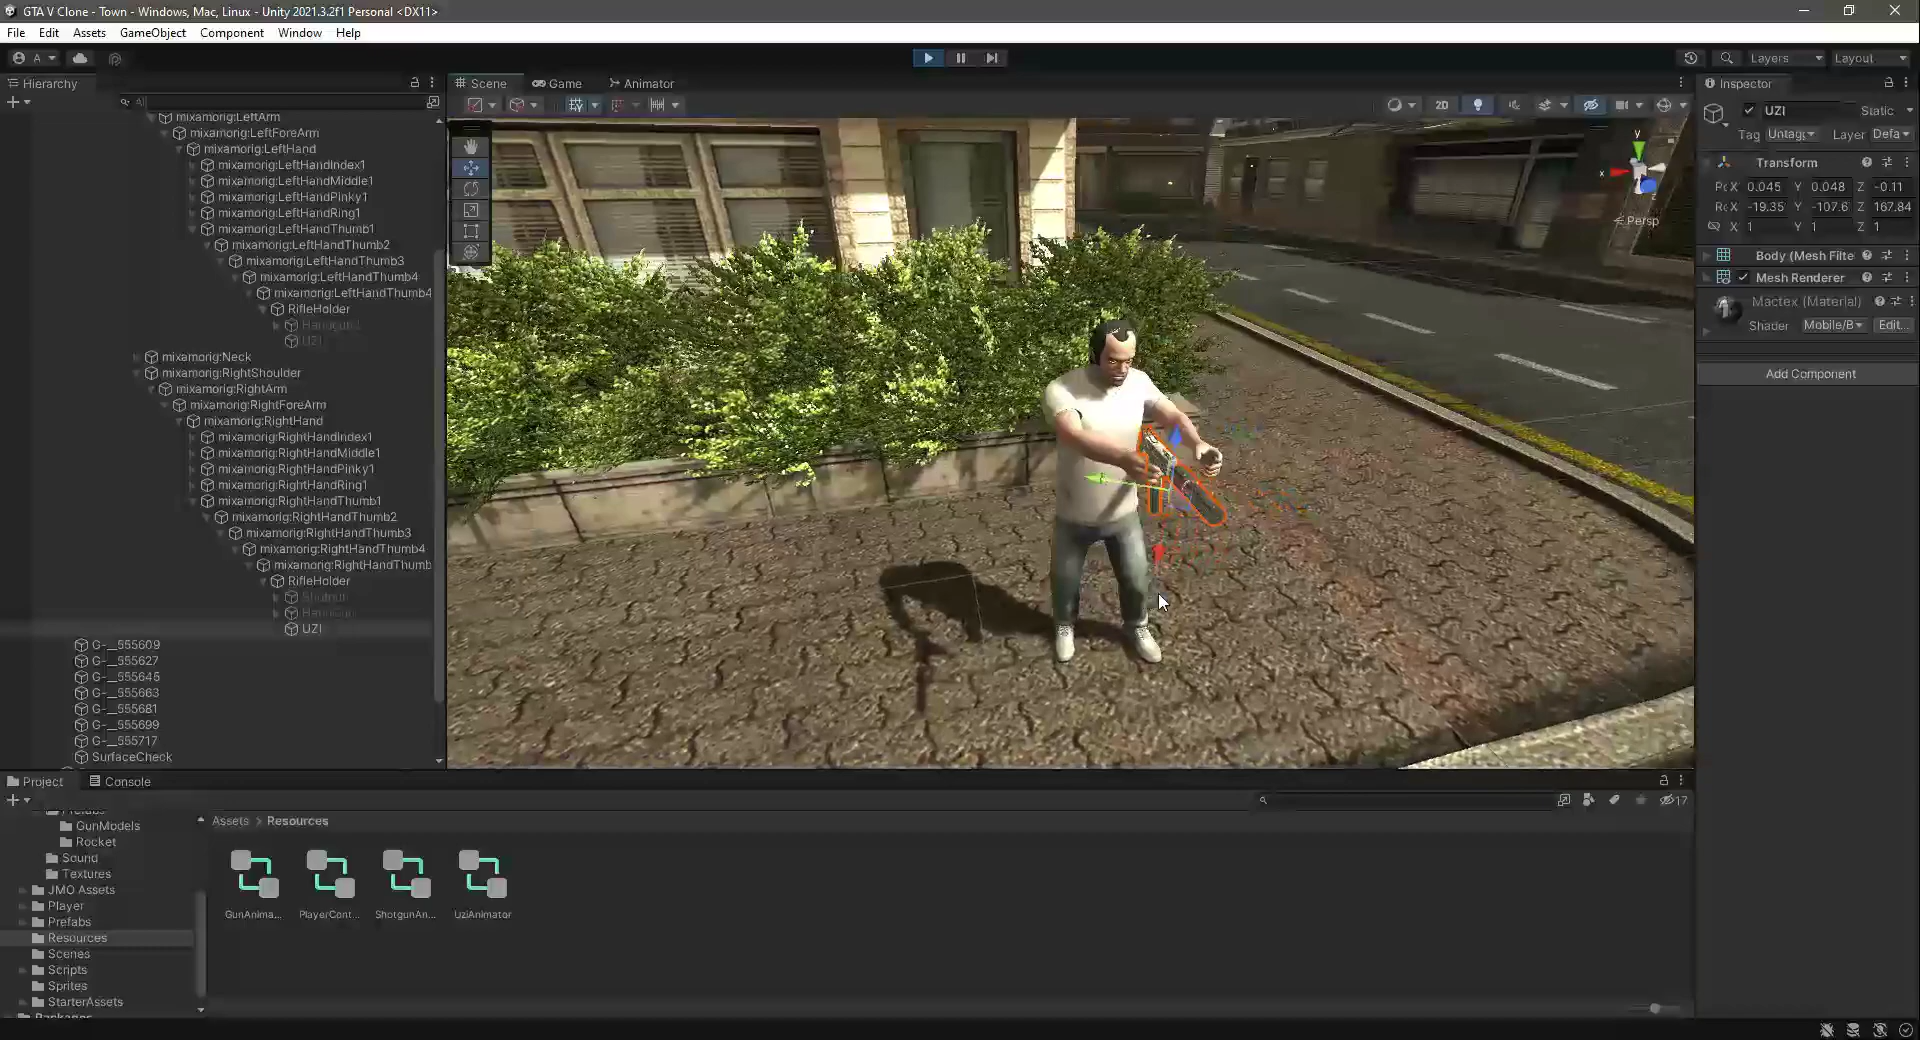 GTA V Clone - Town - Windows, Mac, Linux - Unity 2021.3.2f1 Personal <DX11>
File Edit Assets GameObject Component Window Help
A Layers Layout
Hierarchy
Scene Game Animator
Inspector
All
2D
mixamorig:LeftArm
mixamorig:LeftForeArm
mixamorig:LeftHand
mixamorig:LeftHandIndex1
mixamorig:LeftHandMiddle1
mixamorig:LeftHandPinky1
mixamorig:LeftHandRing1
mixamorig:LeftHandThumb1
mixamorig:LeftHandThumb2
mixamorig:LeftHandThumb3
mixamorig:LeftHandThumb4
mixamorig:LeftHandThumb4
RifleHolder
UZI
mixamorig:Neck
mixamorig:RightShoulder
mixamorig:RightArm
mixamorig:RightForeArm
mixamorig:RightHand
mixamorig:RightHandIndex1
mixamorig:RightHandMiddle1
mixamorig:RightHandPinky1
mixamorig:RightHandRing1
mixamorig:RightHandThumb1
mixamorig:RightHandThumb2
mixamorig:RightHandThumb3
mixamorig:RightHandThumb4
mixamorig:RightHandThumb
RifleHolder
Shotgun
UZI
G-__555609
G-__555627
G-__555645
G-__555663
G-__555681
G-__555699
G-__555717
SurfaceCheck
y
x
Persp
UZI Static
Tag Untag Layer Defa
Transform
X 0.045 Y 0.048 Z -0.11
X -19.35 Y -107.6 Z 167.84
X 1 Y 1 Z 1
Body (Mesh Filte
Mesh Renderer
Mactex (Material)
Shader Mobile/B Edit...
Add Component
Project Console
17
Prefabs
GunModels
Rocket
Sound
Textures
JMO Assets
Player
Prefabs
Resources
Scenes
Scripts
Sprites
StarterAssets
Packages
Assets > Resources
GunAnima... PlayerCont... ShotgunAn... UziAnimator